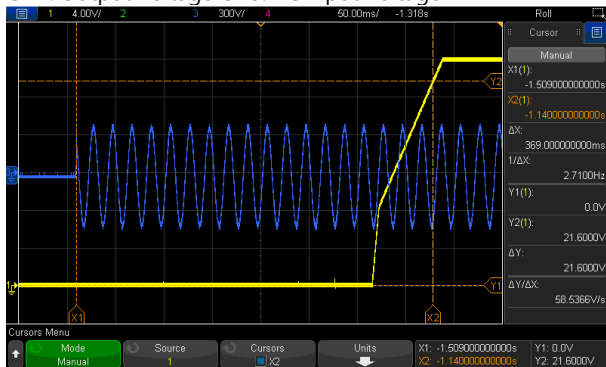 1 4.00V/ 2 3 300V/ 4 50.00ms/ -1.318s Roll
Cursor
Manual
X1(1):
-1.509000000000s
X2(1):
-1.140000000000s
ΔX:
369.000000000ms
1/ΔX:
2.7100Hz
Y1(1):
0.0V
Y2(1):
21.6000V
ΔY:
21.6000V
ΔY/ΔX:
58.5366V/s
Y2
Y1
X1 X2
Cursors Menu
Mode Source Cursors Units X1: -1.509000000000s Y1: 0.0V
Manual 1 X2 X2: -1.140000000000s Y2: 21.6000V